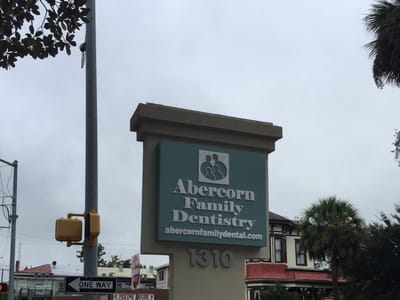 Abercorn
Family
Dentistry
abercornfamilydental.com
1310
ONE WAY